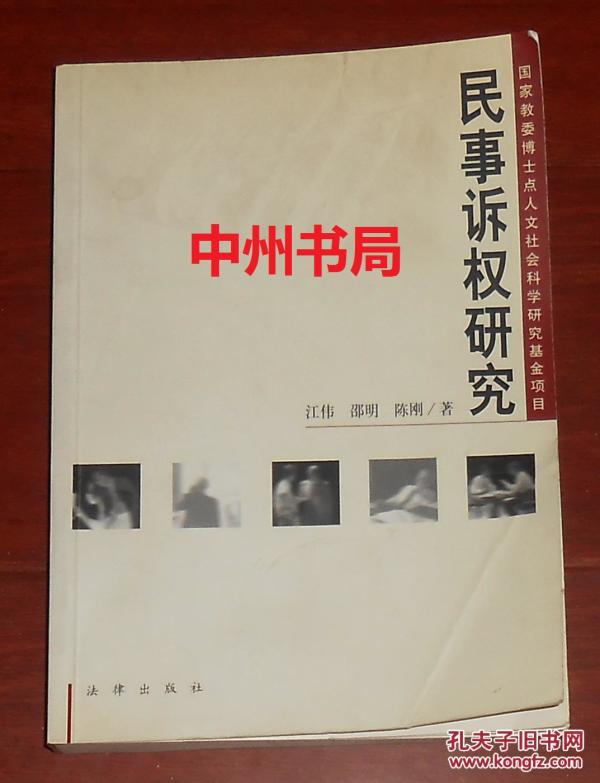 国家教委博士点人文社会科学研究基金项目
民事诉权研究
中州书局
江伟 邵明 陈刚/著
法律出版社
孔夫子旧书网
www.kongfz.com